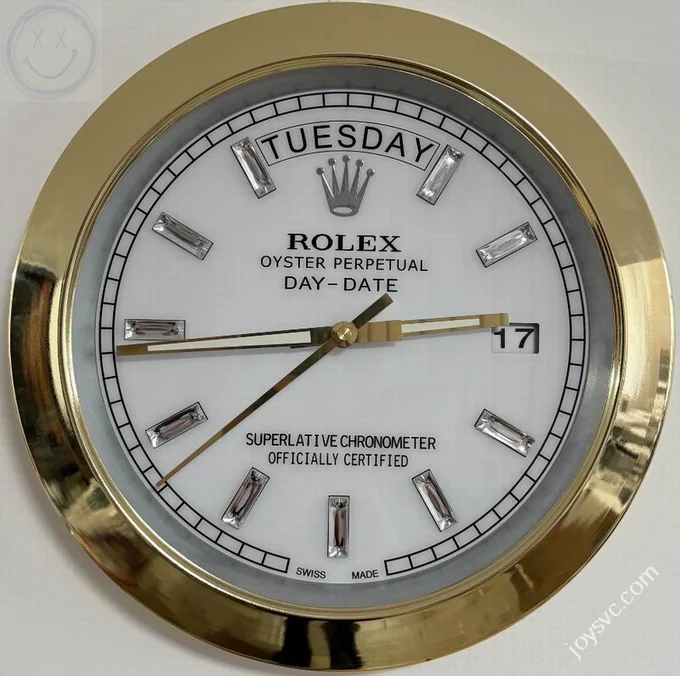 TUESDAY
ROLEX
OYSTER PERPETUAL
DAY-DATE
17
SUPERLATIVE CHRONOMETER
OFFICIALLY CERTIFIED
SWISS MADE
joysvc.com